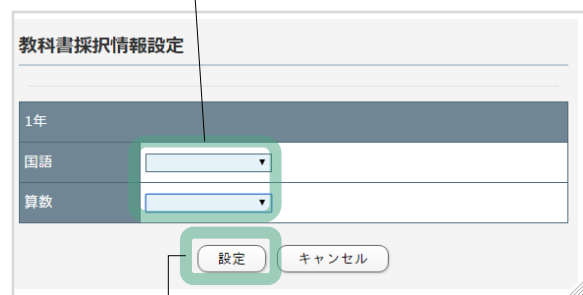 教科書採択情報設定
1年
国語
算数
設定 キャンセル